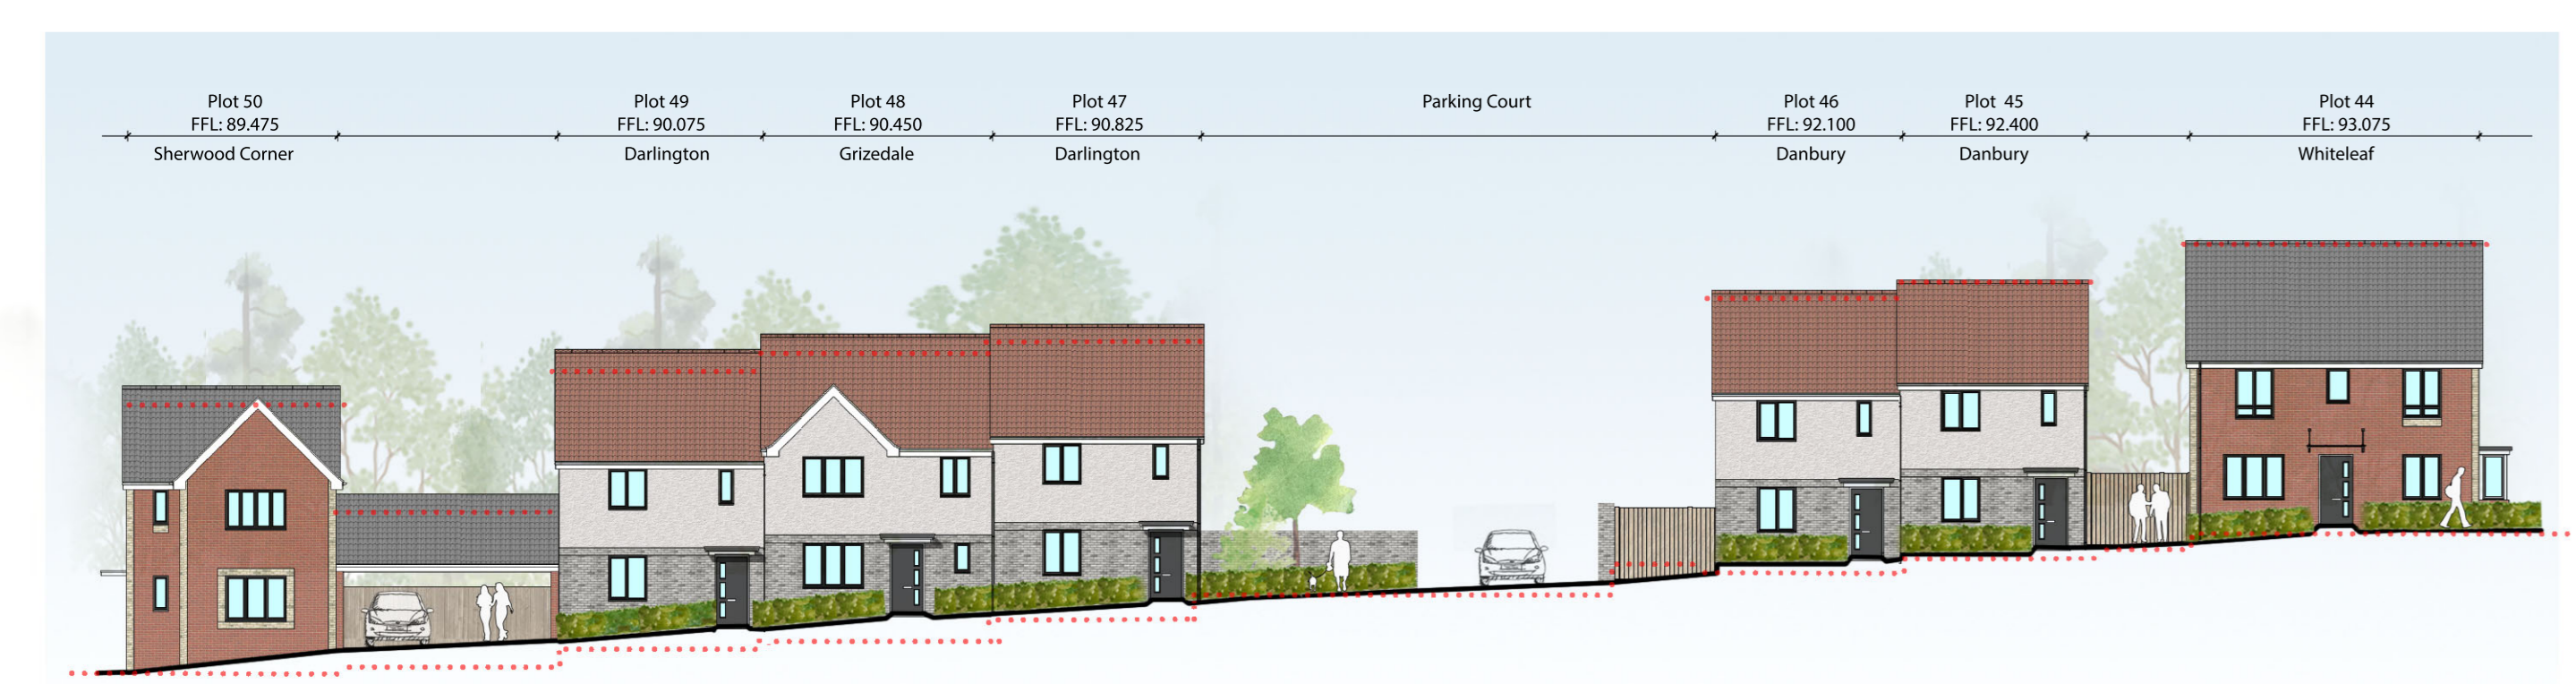 Plot 50
FFL: 89.475
Sherwood Corner
Plot 49
FFL: 90.075
Darlington
Plot 48
FFL: 90.450
Grizedale
Plot 47
FFL: 90.825
Darlington
Parking Court
Plot 46
FFL: 92.100
Danbury
Plot 45
FFL: 92.400
Danbury
Plot 44
FFL: 93.075
Whiteleaf